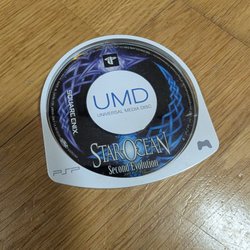 SQUARE ENIX
UMD
UNIVERSAL MEDIA DISC
STAR OCEAN
Second Evolution
PSP